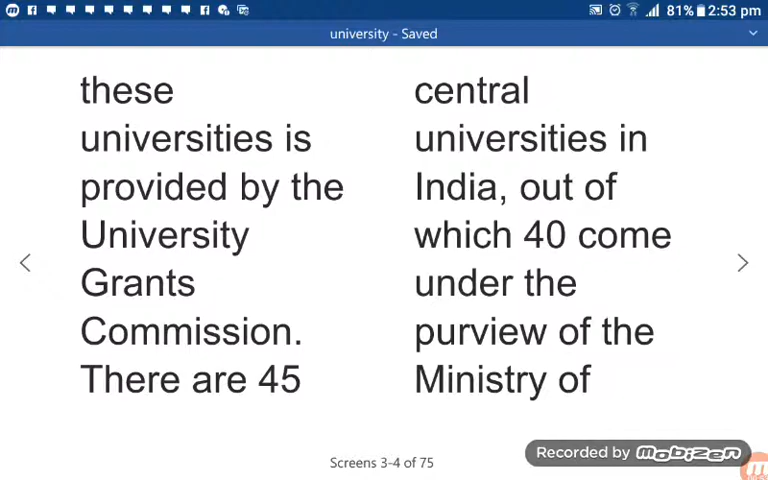 81% 2:53 pm
university - Saved
these
universities is
provided by the
University
Grants
Commission.
There are 45
central
universities in
India, out of
which 40 come
under the
purview of the
Ministry of
Screens 3-4 of 75
Recorded by mobizen